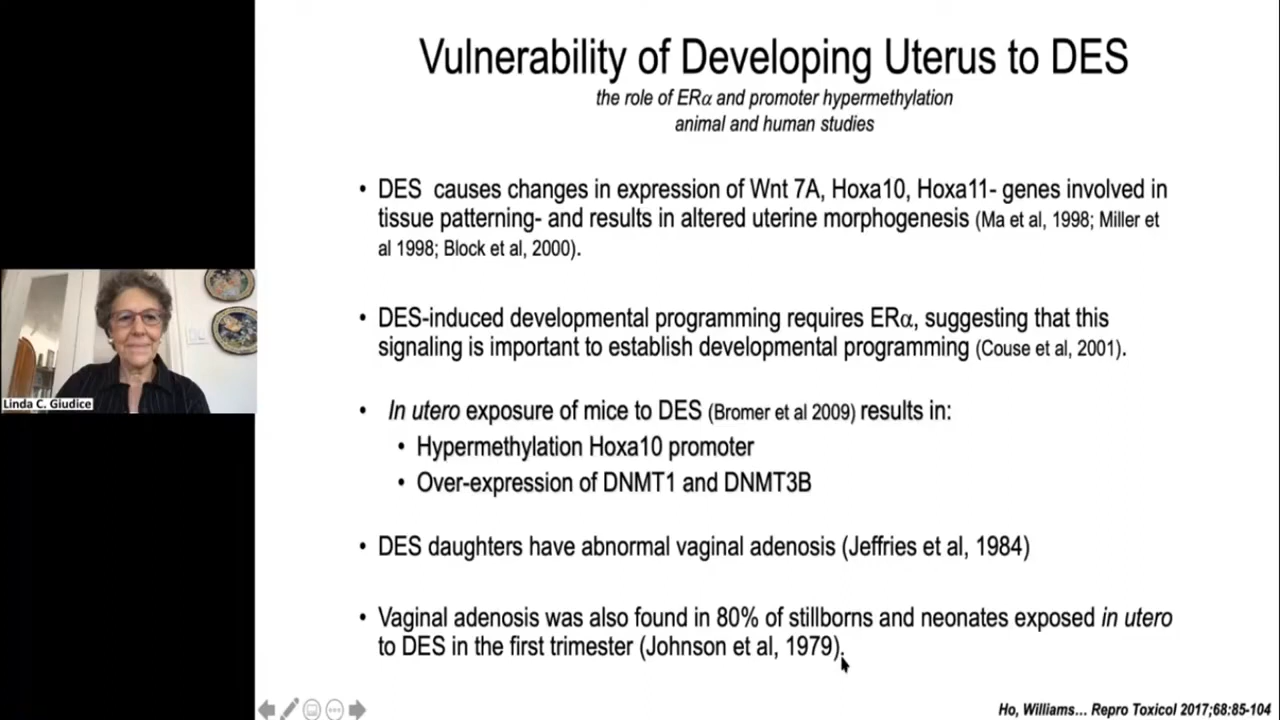 Vulnerability of Developing Uterus to DES
the role of ERα and promoter hypermethylation
animal and human studies
• DES causes changes in expression of Wnt 7A, Hoxa10, Hoxa11- genes involved in
tissue patterning- and results in altered uterine morphogenesis (Ma et al, 1998; Miller et
al 1998; Block et al, 2000).
• DES-induced developmental programming requires ERα, suggesting that this
signaling is important to establish developmental programming (Couse et al, 2001).
• In utero exposure of mice to DES (Bromer et al 2009) results in:
• Hypermethylation Hoxa10 promoter
• Over-expression of DNMT1 and DNMT3B
• DES daughters have abnormal vaginal adenosis (Jeffries et al, 1984)
• Vaginal adenosis was also found in 80% of stillborns and neonates exposed in utero
to DES in the first trimester (Johnson et al, 1979).
Linda C. Giudice
Ho, Williams... Repro Toxicol 2017;68:85-104